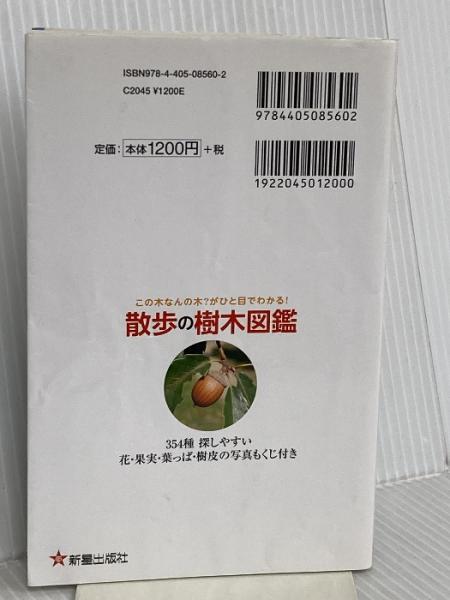 ISBN978-4-405-08560-2
C2045 ¥1200E
9784405085602
定価：本体1200円＋税
1922045012000
この木なんの木？がひと目でわかる！
散歩の樹木図鑑
354種 探しやすい
花・果実・葉っぱ・樹皮の写真もくじ付き
新星出版社